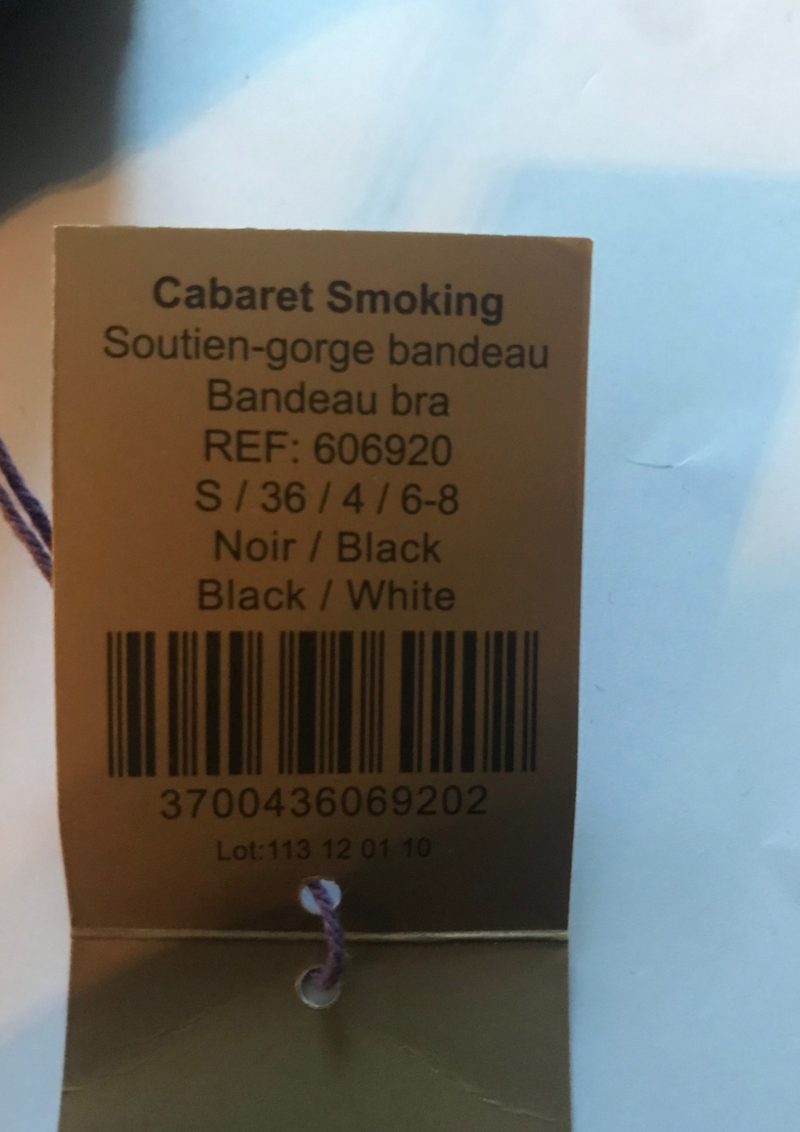 Cabaret Smoking
Soutien-gorge bandeau
Bandeau bra
REF: 606920
S / 36 / 4 / 6-8
Noir / Black
Black / White
3700436069202
Lot:113 12 01 10